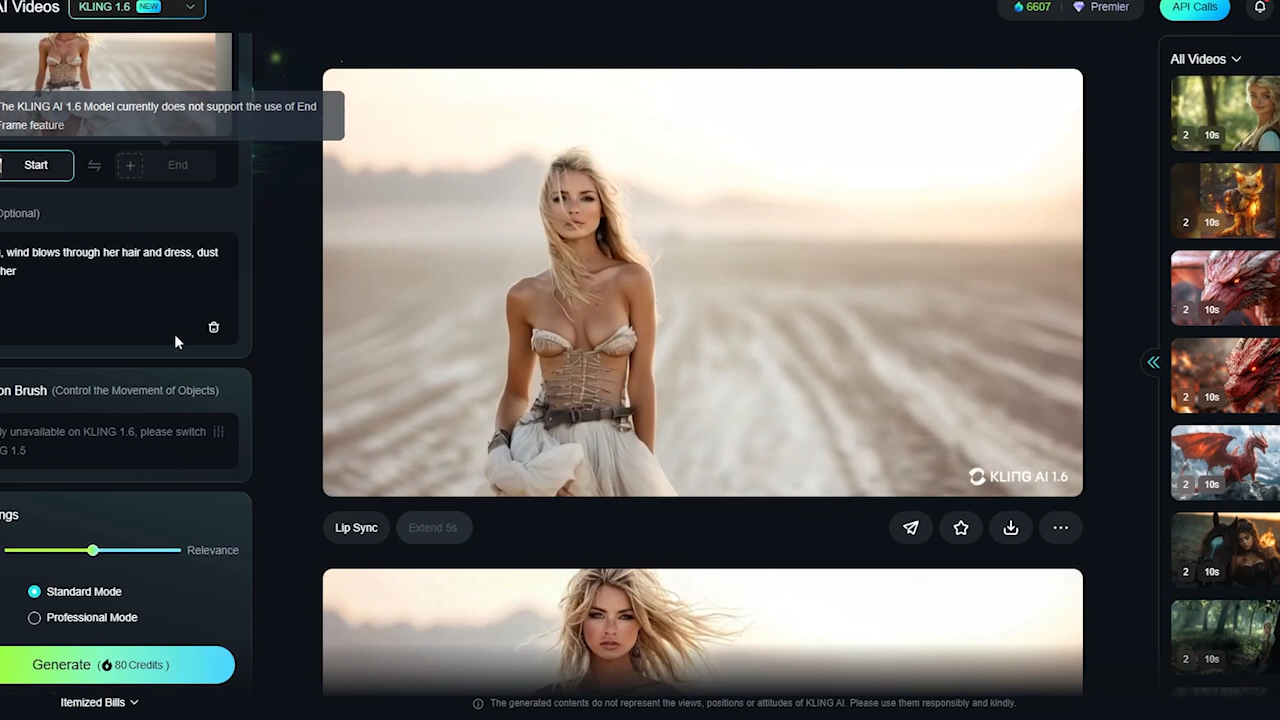 AI Videos
KLING 1.6 NEW
6607
Premier
API Calls
The KLING AI 1.6 Model currently does not support the use of End
Frame feature
Start
End
Optional)
, wind blows through her hair and dress, dust
her
on Brush (Control the Movement of Objects)
ly unavailable on KLING 1.6, please switch
G 1.5
ngs
Relevance
Standard Mode
Professional Mode
Generate ( 80 Credits )
Itemized Bills
KLING AI 1.6
Lip Sync
Extend 5s
The generated contents do not represent the views, positions or attitudes of KLING AI. Please use them responsibly and kindly.
All Videos
2 10s
2 10s
2 10s
2 10s
2 10s
2 10s
2 10s